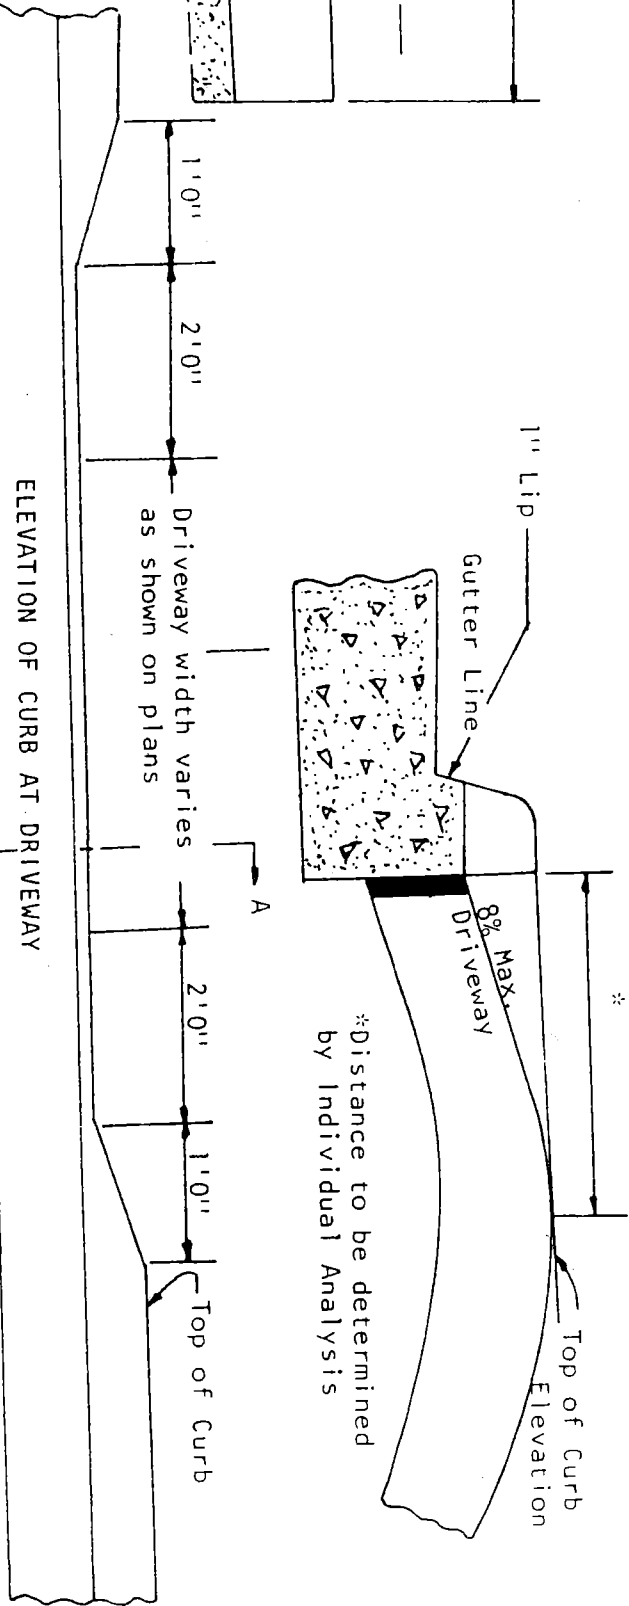 1" Lip
Gutter Line
8% Max.
Driveway
*
Top of Curb
Elevation
*Distance to be determined
by Individual Analysis
1'0"
2'0"
Driveway width varies
as shown on plans
A
2'0"
1'0"
Top of Curb
ELEVATION OF CURB AT DRIVEWAY